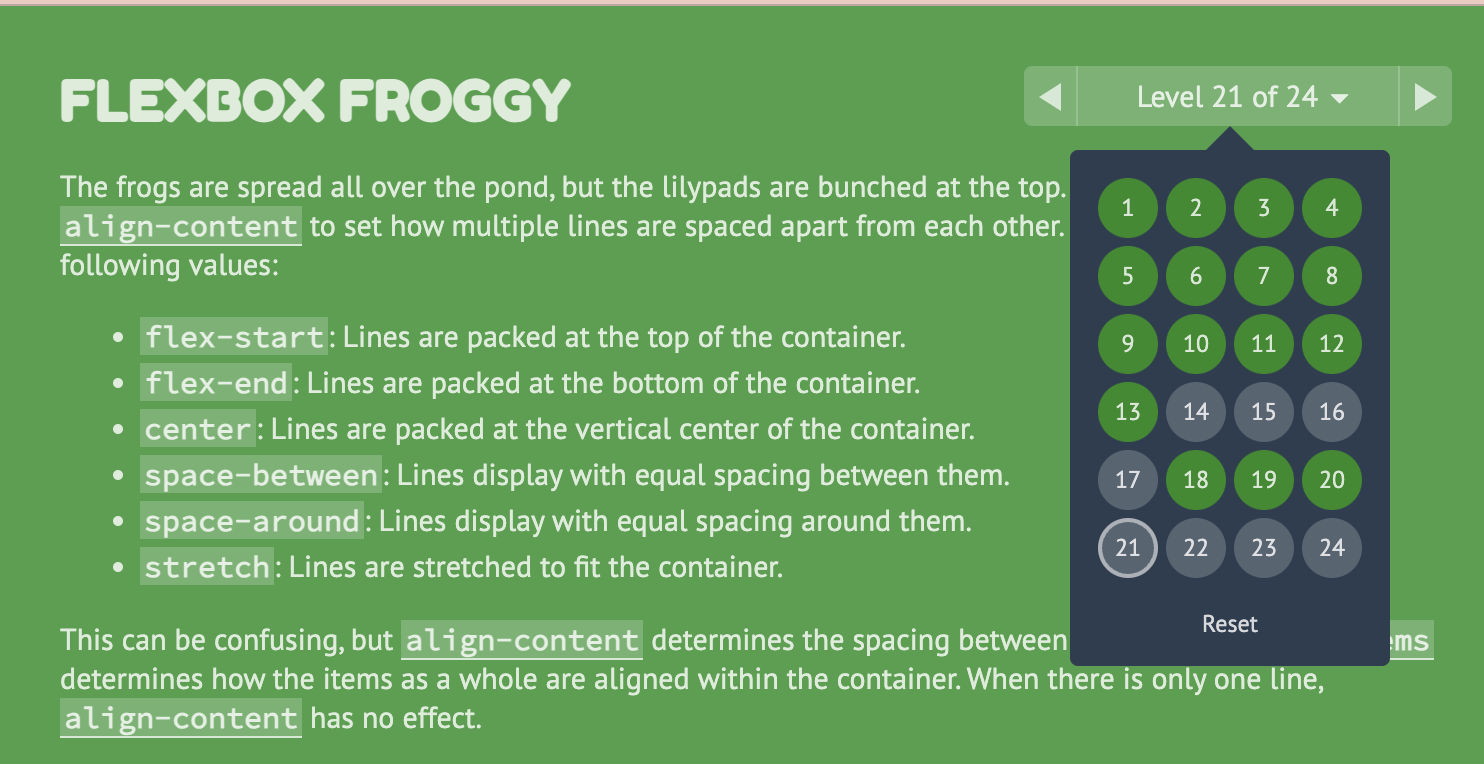 FLEXBOX FROGGY
Level 21 of 24
The frogs are spread all over the pond, but the lilypads are bunched at the top.
align-content to set how multiple lines are spaced apart from each other.
following values:
flex-start: Lines are packed at the top of the container.
flex-end: Lines are packed at the bottom of the container.
center: Lines are packed at the vertical center of the container.
space-between: Lines display with equal spacing between them.
space-around: Lines display with equal spacing around them.
stretch: Lines are stretched to fit the container.
This can be confusing, but align-content determines the spacing between
determines how the items as a whole are aligned within the container. When there is only one line,
align-content has no effect.
1 2 3 4
5 6 7 8
9 10 11 12
13 14 15 16
17 18 19 20
21 22 23 24
Reset